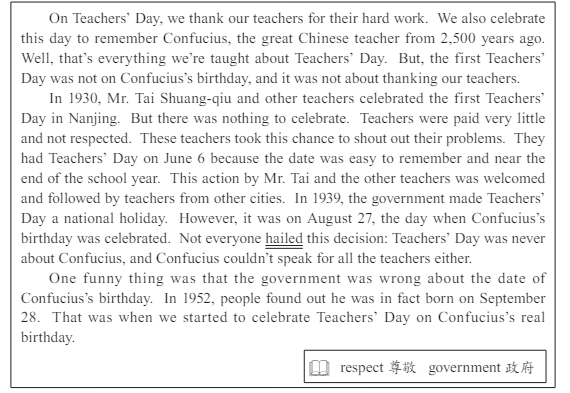 On Teachers’ Day, we thank our teachers for their hard work. We also celebrate
this day to remember Confucius, the great Chinese teacher from 2,500 years ago.
Well, that’s everything we’re taught about Teachers’ Day. But, the first Teachers’
Day was not on Confucius’s birthday, and it was not about thanking our teachers.
In 1930, Mr. Tai Shuang-qiu and other teachers celebrated the first Teachers’
Day in Nanjing. But there was nothing to celebrate. Teachers were paid very little
and not respected. These teachers took this chance to shout out their problems. They
had Teachers’ Day on June 6 because the date was easy to remember and near the
end of the school year. This action by Mr. Tai and the other teachers was welcomed
and followed by teachers from other cities. In 1939, the government made Teachers’
Day a national holiday. However, it was on August 27, the day when Confucius’s
birthday was celebrated. Not everyone hailed this decision: Teachers’ Day was never
about Confucius, and Confucius couldn’t speak for all the teachers either.
One funny thing was that the government was wrong about the date of
Confucius’s birthday. In 1952, people found out he was in fact born on September
28. That was when we started to celebrate Teachers’ Day on Confucius’s real
birthday.
respect 尊敬 government 政府